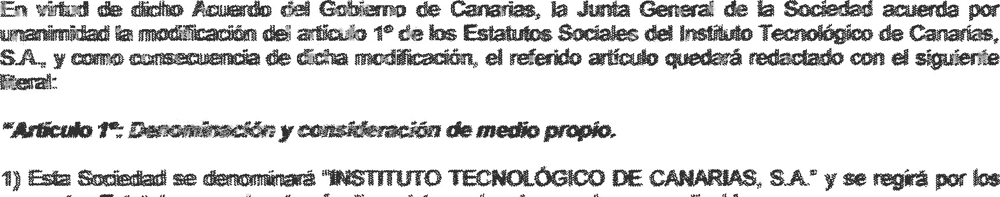 En virtud de dicho Acuerdo del Gobierno de Canarias, la Junta General de la Sociedad acuerda por
unanimidad la modificación del artículo 1º de los Estatutos Sociales del Instituto Tecnológico de Canarias,
S.A., y como consecuencia de dicha modificación, el referido artículo quedará redactado con el siguiente
literal:
"Artículo 1º: Denominación y consideración de medio propio.
1) Esta Sociedad se denominará "INSTITUTO TECNOLÓGICO DE CANARIAS, S.A." y se regirá por los